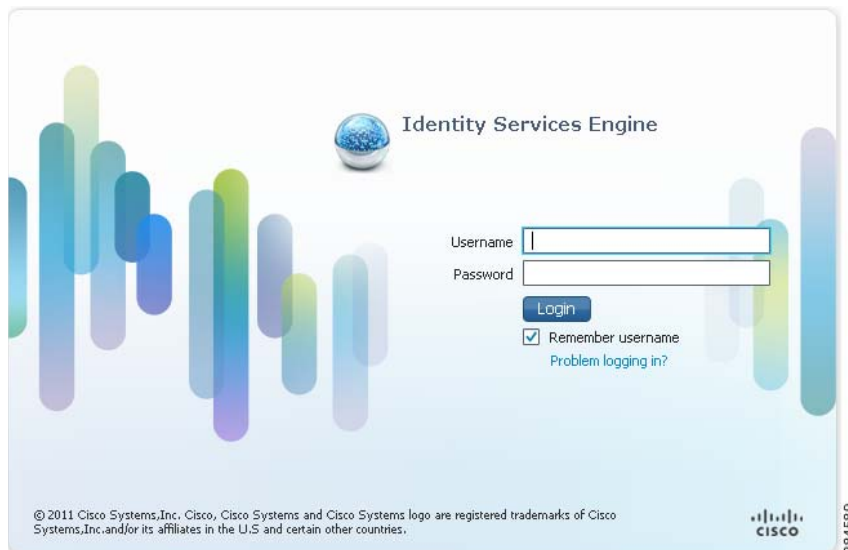 Identity Services Engine
Username
Password
Login
Remember username
Problem logging in?
© 2011 Cisco Systems,Inc. Cisco, Cisco Systems and Cisco Systems logo are registered trademarks of Cisco
Systems,Inc.and/or its affiliates in the U.S and certain other countries.
CISCO